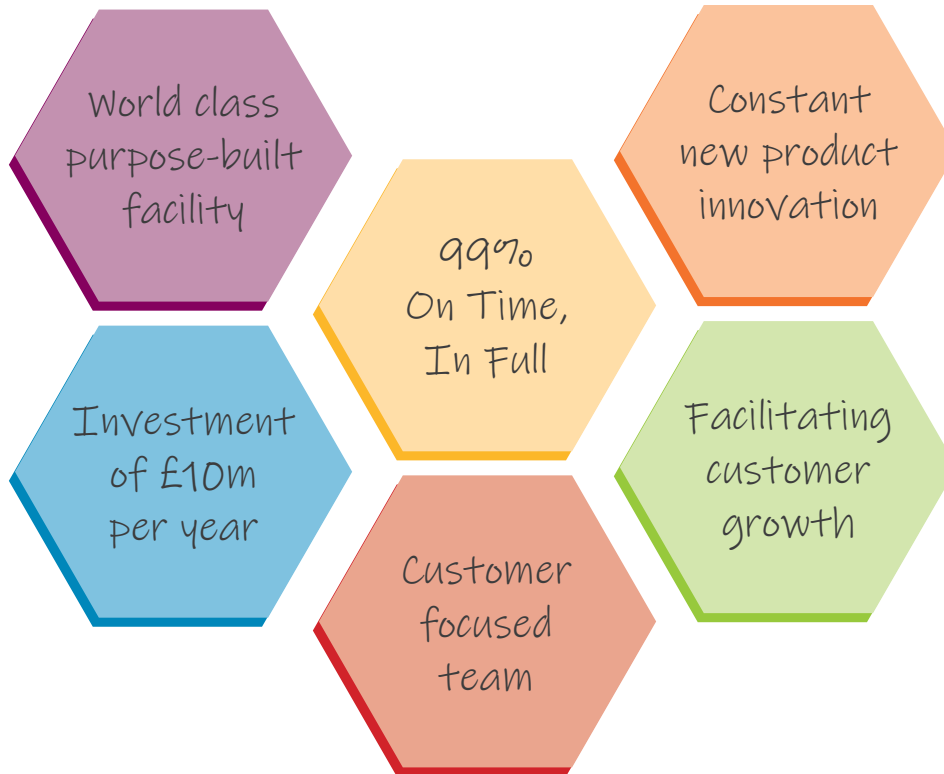 World class
purpose-built
facility
Constant
new product
innovation
99%
On Time,
In Full
Investment
of £10m
per year
Facilitating
customer
growth
Customer
focused
team